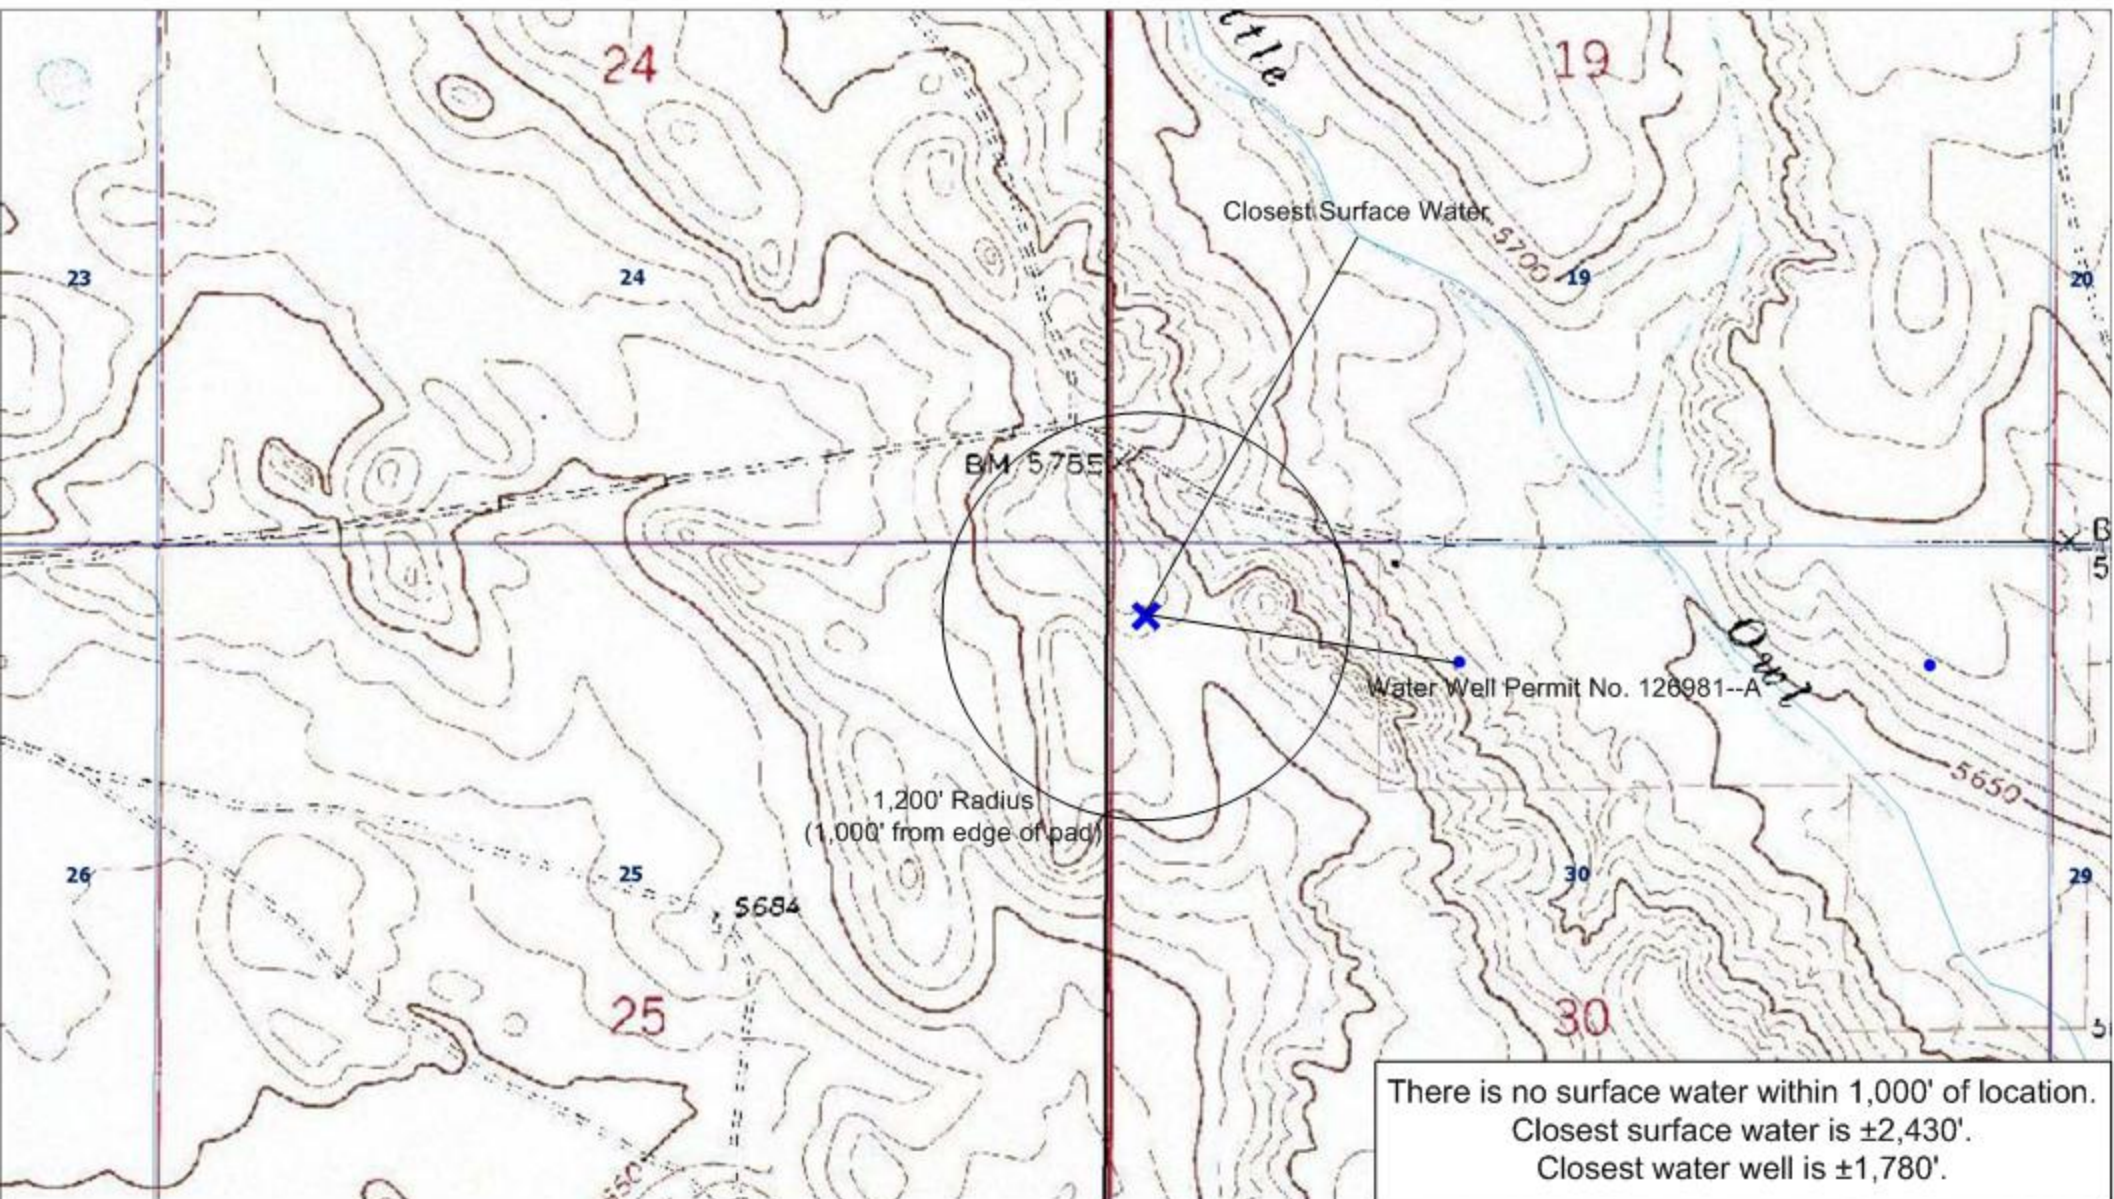 ttle
24
19
Closest Surface Water
5700
23
24
19
20
BM 5755
B
5
Owl
Water Well Permit No. 126981--A
5650
1,200' Radius
(1,000' from edge of pad)
26
25
30
29
5684
25
30
5
There is no surface water within 1,000' of location.
Closest surface water is ±2,430'.
Closest water well is ±1,780'.